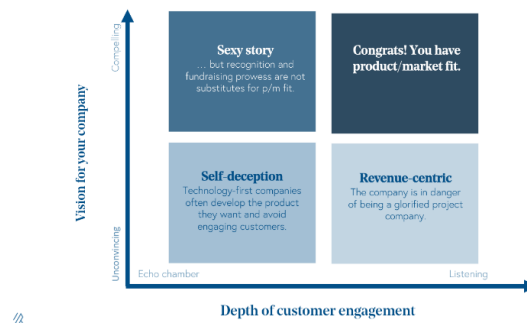 Compelling
Vision for your company
Unconvincing
Sexy story
… but recognition and
fundraising prowess are not
substitutes for p/m fit.
Congrats! You have
product/market fit.
Self-deception
Technology-first companies
often develop the product
they want and avoid
engaging customers.
Revenue-centric
The company is in danger
of being a glorified project
company.
Echo chamber
Listening
Depth of customer engagement